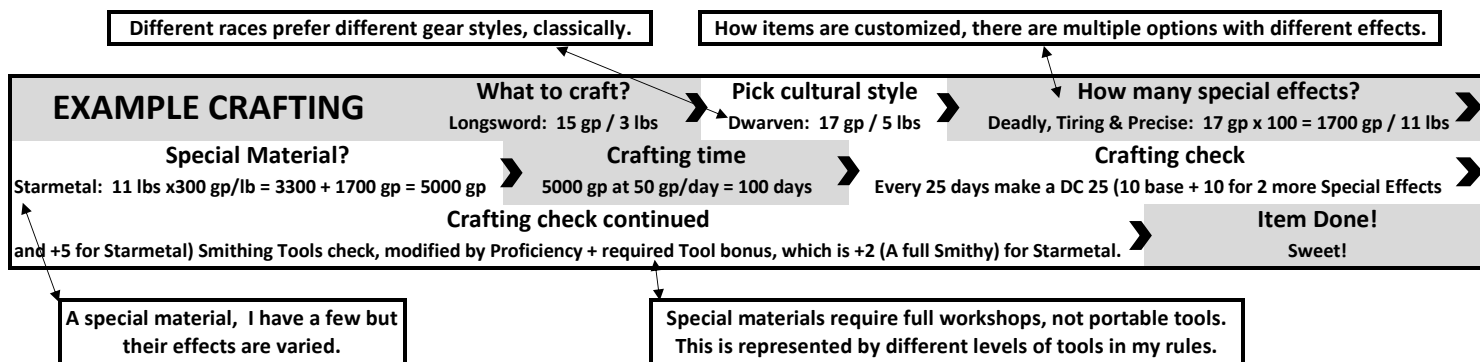 Different races prefer different gear styles, classically.
How items are customized, there are multiple options with different effects.
EXAMPLE CRAFTING
What to craft?
Longsword: 15 gp / 3 lbs
Pick cultural style
Dwarven: 17 gp / 5 lbs
How many special effects?
Deadly, Tiring & Precise: 17 gp x 100 = 1700 gp / 11 lbs
Special Material?
Starmetal: 11 lbs x300 gp/lb = 3300 + 1700 gp = 5000 gp
Crafting time
5000 gp at 50 gp/day = 100 days
Crafting check
Every 25 days make a DC 25 (10 base + 10 for 2 more Special Effects
Crafting check continued
and +5 for Starmetal) Smithing Tools check, modified by Proficiency + required Tool bonus, which is +2 (A full Smithy) for Starmetal.
Item Done!
Sweet!
A special material, I have a few but
their effects are varied.
Special materials require full workshops, not portable tools.
This is represented by different levels of tools in my rules.